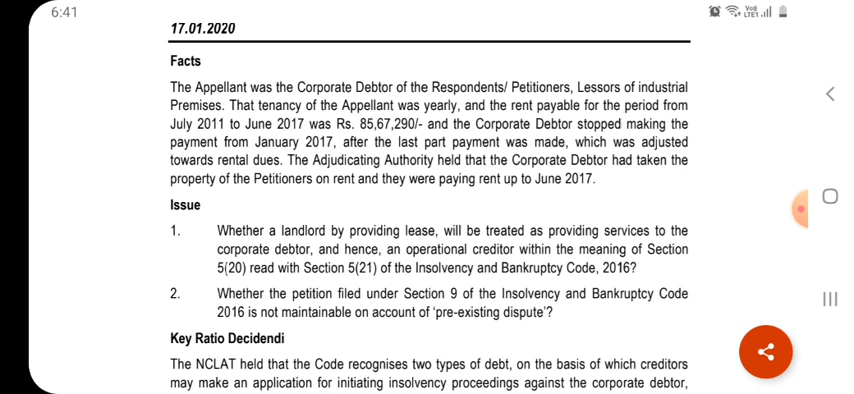 6:41
VoB
LTE1
17.01.2020
Facts
The Appellant was the Corporate Debtor of the Respondents/ Petitioners, Lessors of industrial
Premises. That tenancy of the Appellant was yearly, and the rent payable for the period from
July 2011 to June 2017 was Rs. 85,67,290/- and the Corporate Debtor stopped making the
payment from January 2017, after the last part payment was made, which was adjusted
towards rental dues. The Adjudicating Authority held that the Corporate Debtor had taken the
property of the Petitioners on rent and they were paying rent up to June 2017.
Issue
1. Whether a landlord by providing lease, will be treated as providing services to the
corporate debtor, and hence, an operational creditor within the meaning of Section
5(20) read with Section 5(21) of the Insolvency and Bankruptcy Code, 2016?
2. Whether the petition filed under Section 9 of the Insolvency and Bankruptcy Code
2016 is not maintainable on account of 'pre-existing dispute'?
Key Ratio Decidendi
The NCLAT held that the Code recognises two types of debt, on the basis of which creditors
may make an application for initiating insolvency proceedings against the corporate debtor,